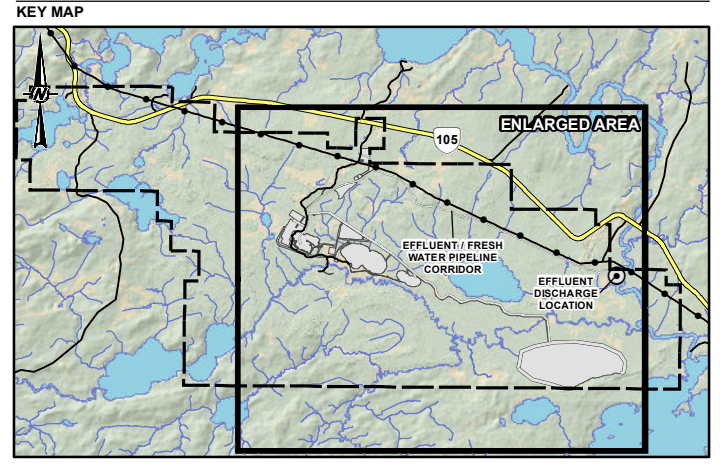 KEY MAP
N
ENLARGED AREA
105
EFFLUENT / FRESH
WATER PIPELINE
CORRIDOR
EFFLUENT
DISCHARGE
LOCATION